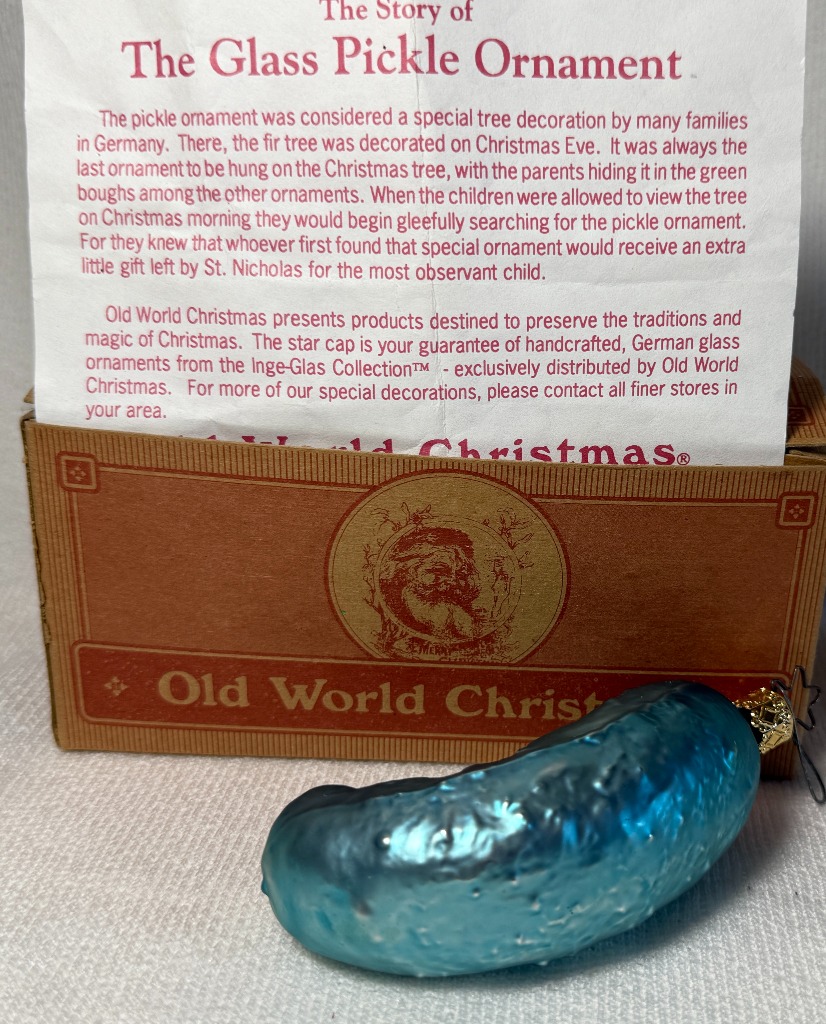 The Story of
The Glass Pickle Ornament
The pickle ornament was considered a special tree decoration by many families
in Germany. There, the fir tree was decorated on Christmas Eve. It was always the
last ornament to be hung on the Christmas tree, with the parents hiding it in the green
boughs among the other ornaments. When the children were allowed to view the tree
on Christmas morning they would begin gleefully searching for the pickle ornament.
For they knew that whoever first found that special ornament would receive an extra
little gift left by St. Nicholas for the most observant child.
Old World Christmas presents products destined to preserve the traditions and
magic of Christmas. The star cap is your guarantee of handcrafted, German glass
ornaments from the Inge-Glas Collection™ - exclusively distributed by Old World
Christmas. For more of our special decorations, please contact all finer stores in
your area.
World Christmas®
MERRY
Old World Christ